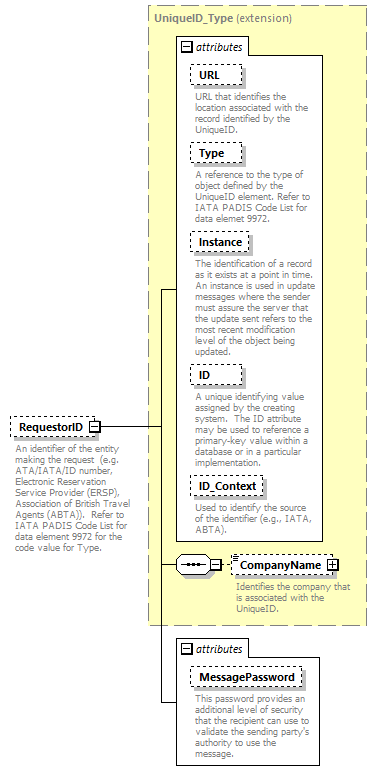 UniqueID_Type (extension)
attributes
URL
URL that identifies the
location associated with the
record identified by the
UniqueID.
Type
A reference to the type of
object defined by the
UniqueID element. Refer to
IATA PADIS Code List for
data elemet 9972.
Instance
The identification of a record
as it exists at a point in time.
An instance is used in update
messages where the sender
must assure the server that
the update sent refers to the
most recent modification
level of the object being
updated.
ID
A unique identifying value
assigned by the creating
system. The ID attribute
may be used to reference a
primary-key value within a
database or in a particular
implementation.
ID_Context
Used to identify the source
of the identifier (e.g., IATA,
ABTA).
RequestorID
An identifier of the entity
making the request (e.g.
ATA/IATA/ID number,
Electronic Reservation
Service Provider (ERSP),
Association of British Travel
Agents (ABTA)). Refer to
IATA PADIS Code List for
data element 9972 for the
code value for Type.
CompanyName
Identifies the company that
is associated with the
UniqueID.
attributes
MessagePassword
This password provides an
additional level of security
that the recipient can use to
validate the sending party's
authority to use the
message.